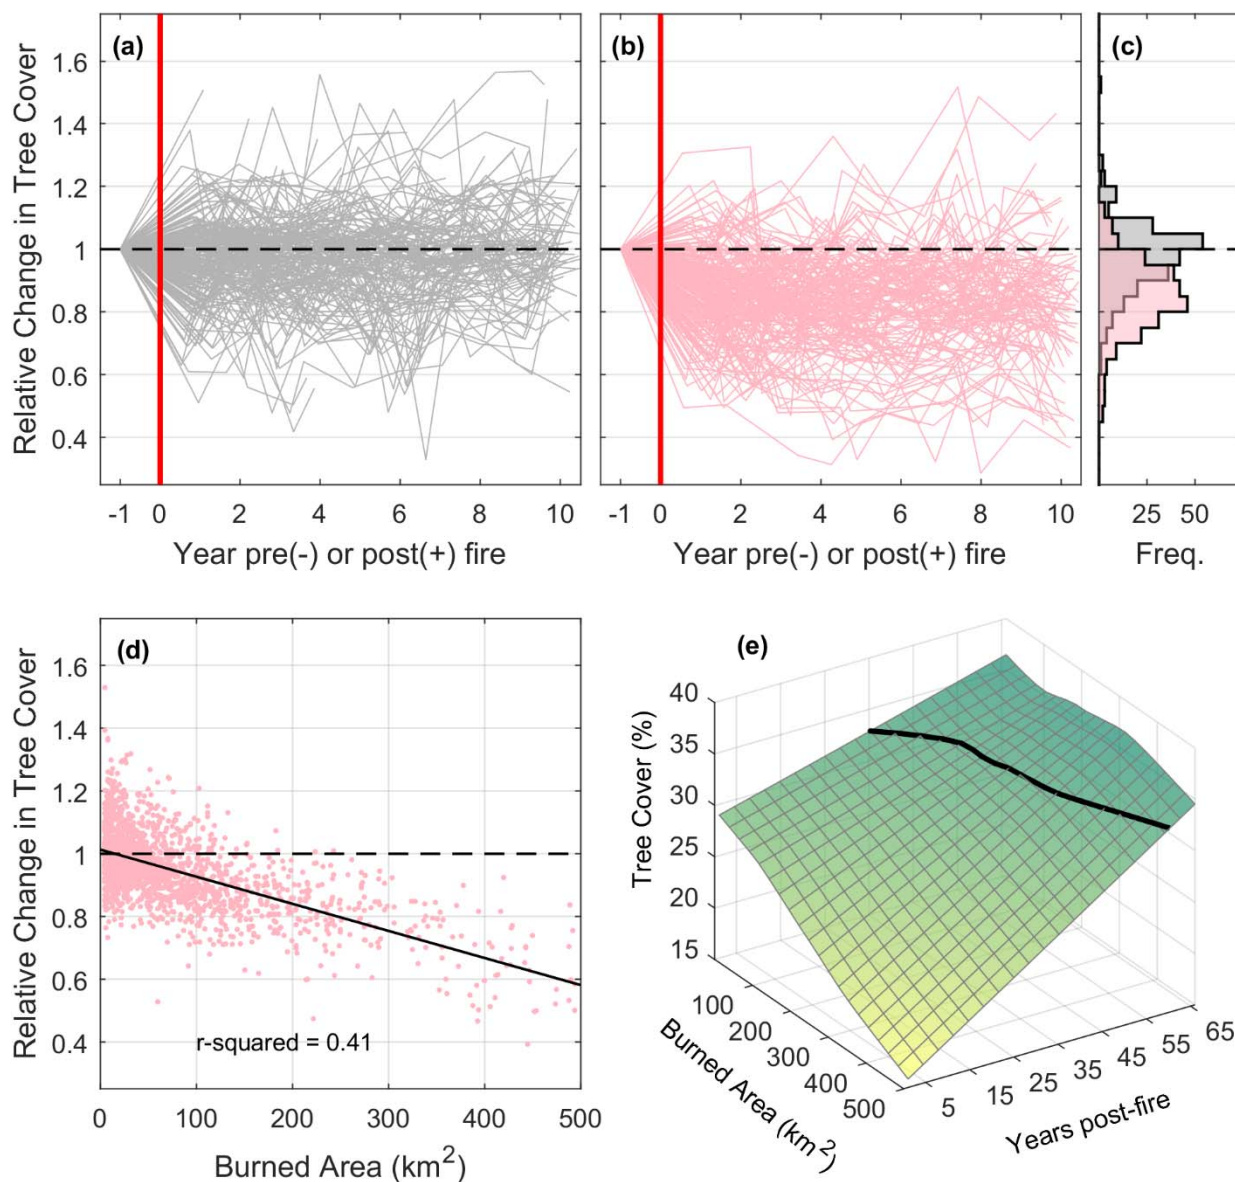 (a)
(b)
(c)
Relative Change in Tree Cover
1.6
1.4
1.2
1
0.8
0.6
0.4
-1 0 2 4 6 8 10
-1 0 2 4 6 8 10
25 50
Year pre(-) or post(+) fire
Year pre(-) or post(+) fire
Freq.
(d)
Relative Change in Tree Cover
1.6
1.4
1.2
1
0.8
0.6
0.4
r-squared = 0.41
0 100 200 300 400 500
Burned Area (km²)
(e)
Tree Cover (%)
40
35
30
25
20
15
100
200
300
400
500
Burned Area (km²)
5
15
25
35
45
55
65
Years post-fire